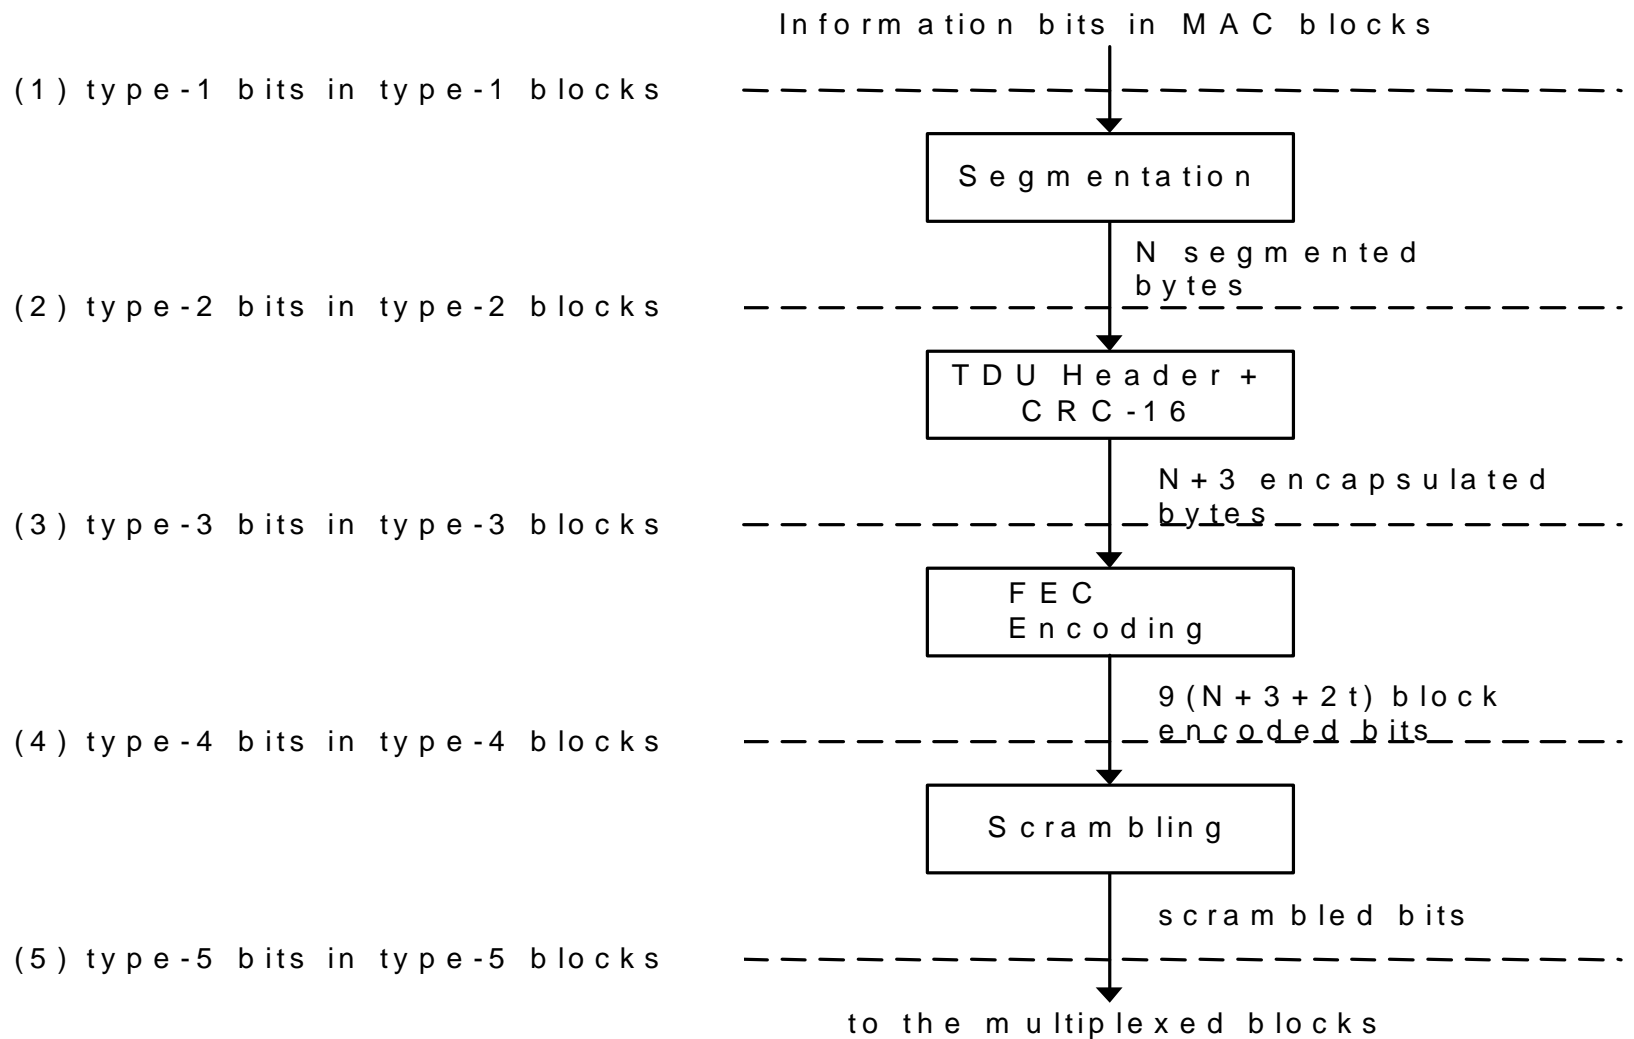 Information bits in MAC blocks
(1) type-1 bits in type-1 blocks
Segmentation
N segmented
bytes
(2) type-2 bits in type-2 blocks
TDU Header +
CRC-16
N+3 encapsulated
bytes
(3) type-3 bits in type-3 blocks
FEC
Encoding
9(N+3+2t) block
encoded bits
(4) type-4 bits in type-4 blocks
Scrambling
scrambled bits
(5) type-5 bits in type-5 blocks
to the multiplexed blocks